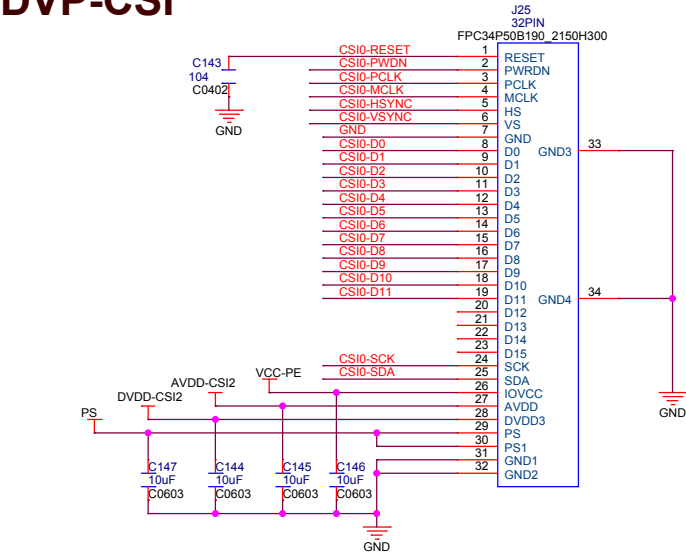 DVP-CSI
J25
32PIN
FPC34P50B190_2150H300
C143
104
C0402
GND
CSI0-RESET 1 RESET
CSI0-PWDN 2 PWRDN
CSI0-PCLK 3 PCLK
CSI0-MCLK 4 MCLK
CSI0-HSYNC 5 HS
CSI0-VSYNC 6 VS
GND 7 GND
CSI0-D0 8 D0 GND3 33
CSI0-D1 9 D1
CSI0-D2 10 D2
CSI0-D3 11 D3
CSI0-D4 12 D4
CSI0-D5 13 D5
CSI0-D6 14 D6
CSI0-D7 15 D7
CSI0-D8 16 D8
CSI0-D9 17 D9
CSI0-D10 18 D10
CSI0-D11 19 D11 GND4 34
20 D12
21 D13
22 D14
23 D15
CSI0-SCK 24 SCK
CSI0-SDA 25 SDA
VCC-PE 26 IOVCC
AVDD-CSI2 27 AVDD
DVDD-CSI2 28 DVDD3
PS 29 PS
30 PS1
31 GND1
32 GND2
GND
C147 C144 C145 C146
10uF 10uF 10uF 10uF
C0603 C0603 C0603 C0603
GND